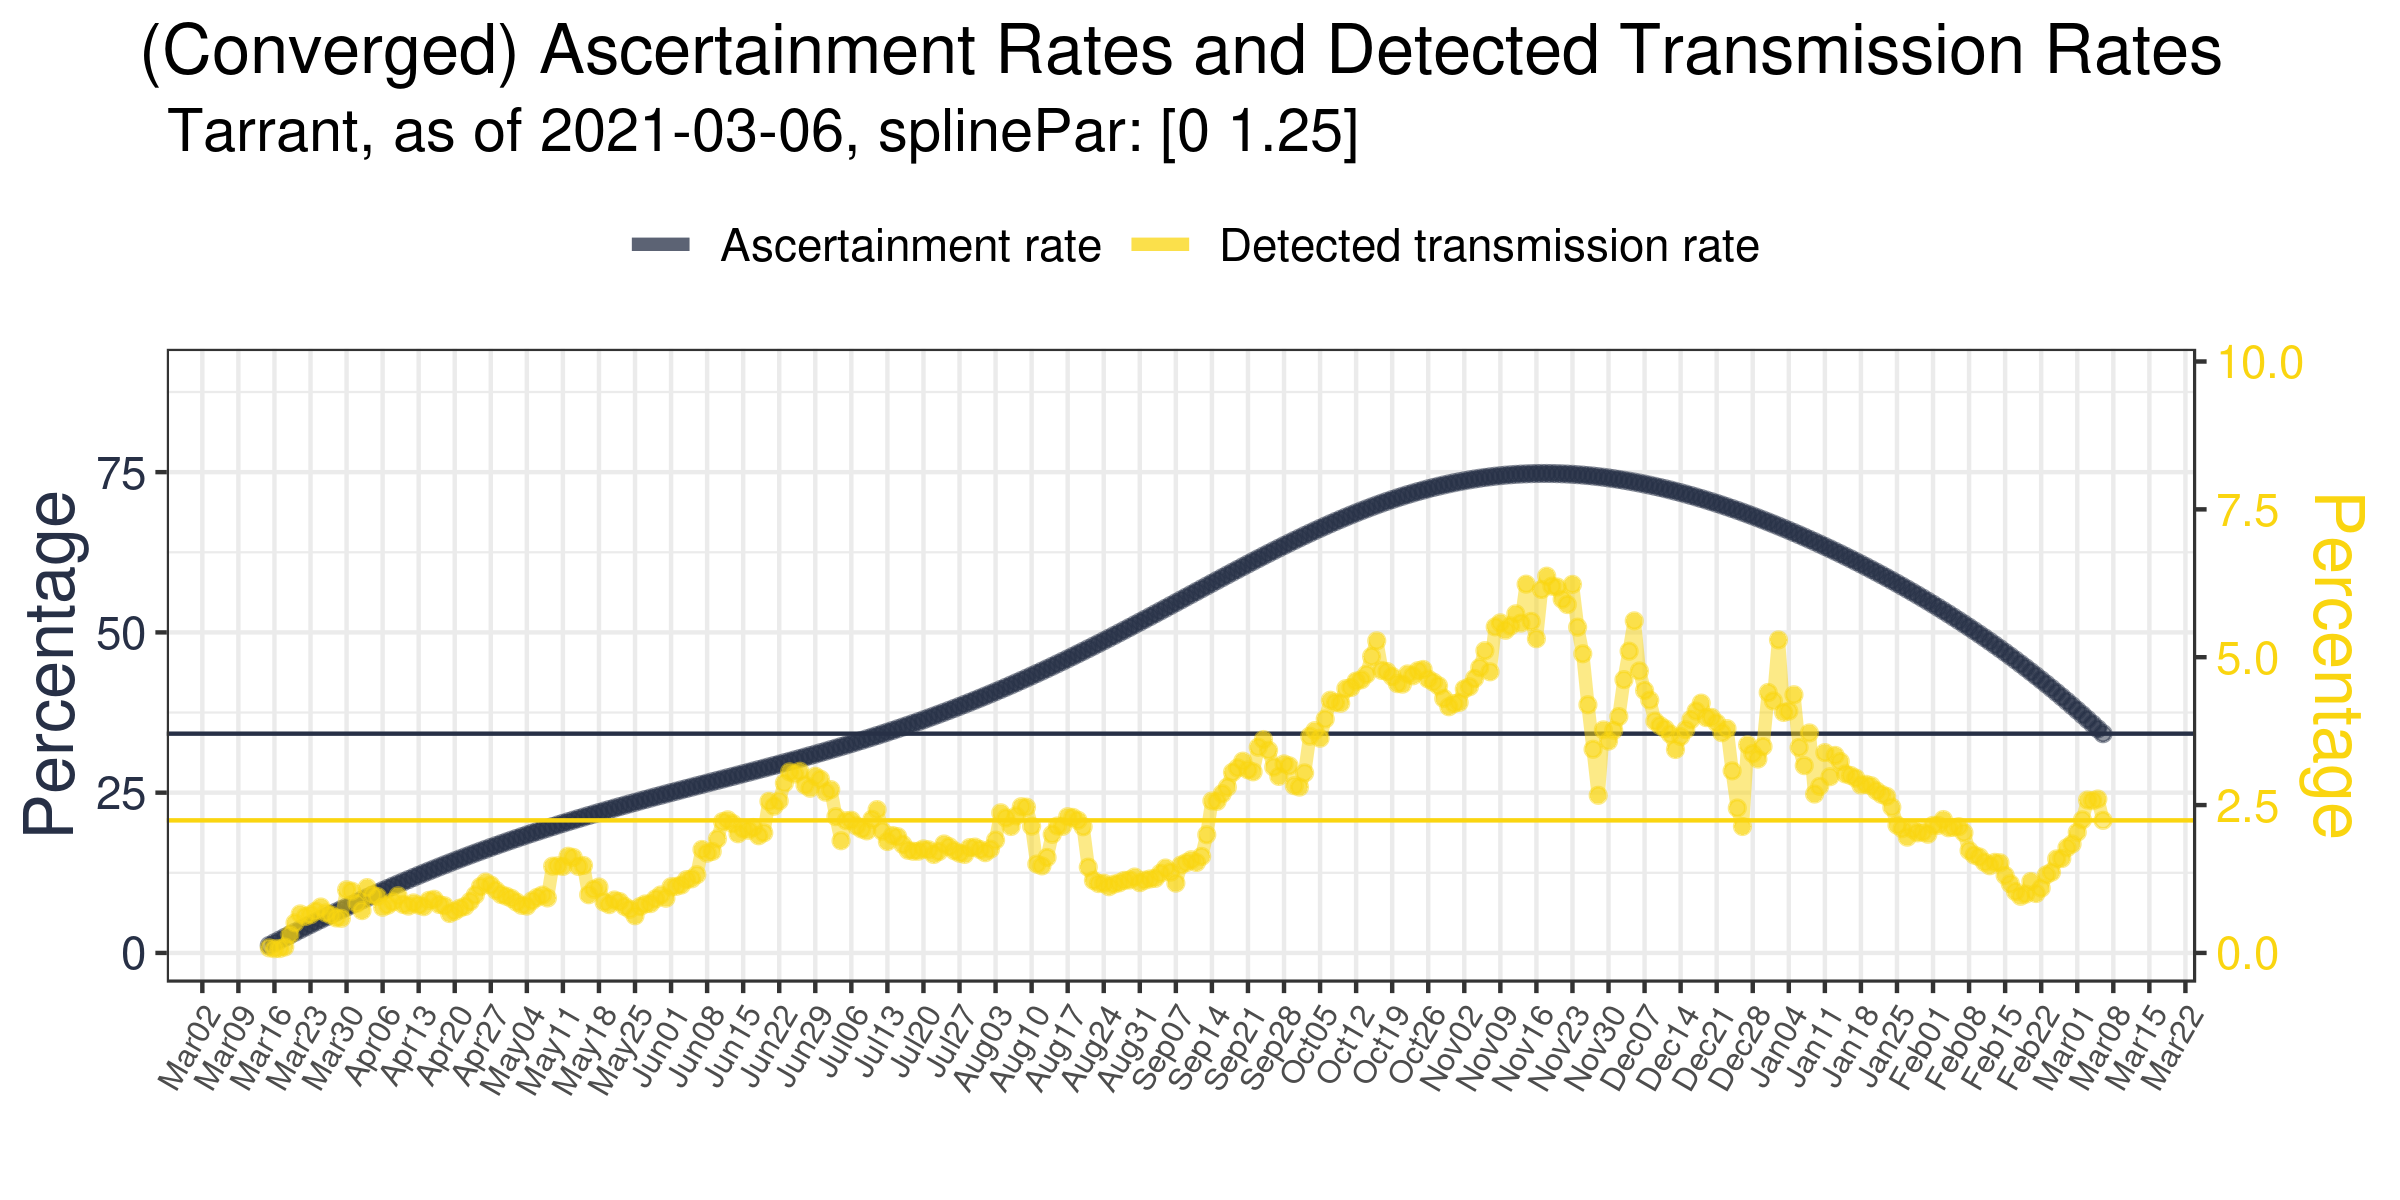 (Converged) Ascertainment Rates and Detected Transmission Rates
Tarrant, as of 2021-03-06, splinePar: [0 1.25]
Ascertainment rate
Detected transmission rate
Percentage
75
50
25
0
10.0
7.5
5.0
2.5
0.0
Percentage
Mar02
Mar09
Mar16
Mar23
Mar30
Apr06
Apr13
Apr20
Apr27
May04
May11
May18
May25
Jun01
Jun08
Jun15
Jun22
Jun29
Jul06
Jul13
Jul20
Jul27
Aug03
Aug10
Aug17
Aug24
Aug31
Sep07
Sep14
Sep21
Sep28
Oct05
Oct12
Oct19
Oct26
Nov02
Nov09
Nov16
Nov23
Nov30
Dec07
Dec14
Dec21
Dec28
Jan04
Jan11
Jan18
Jan25
Feb01
Feb08
Feb15
Feb22
Mar01
Mar08
Mar15
Mar22